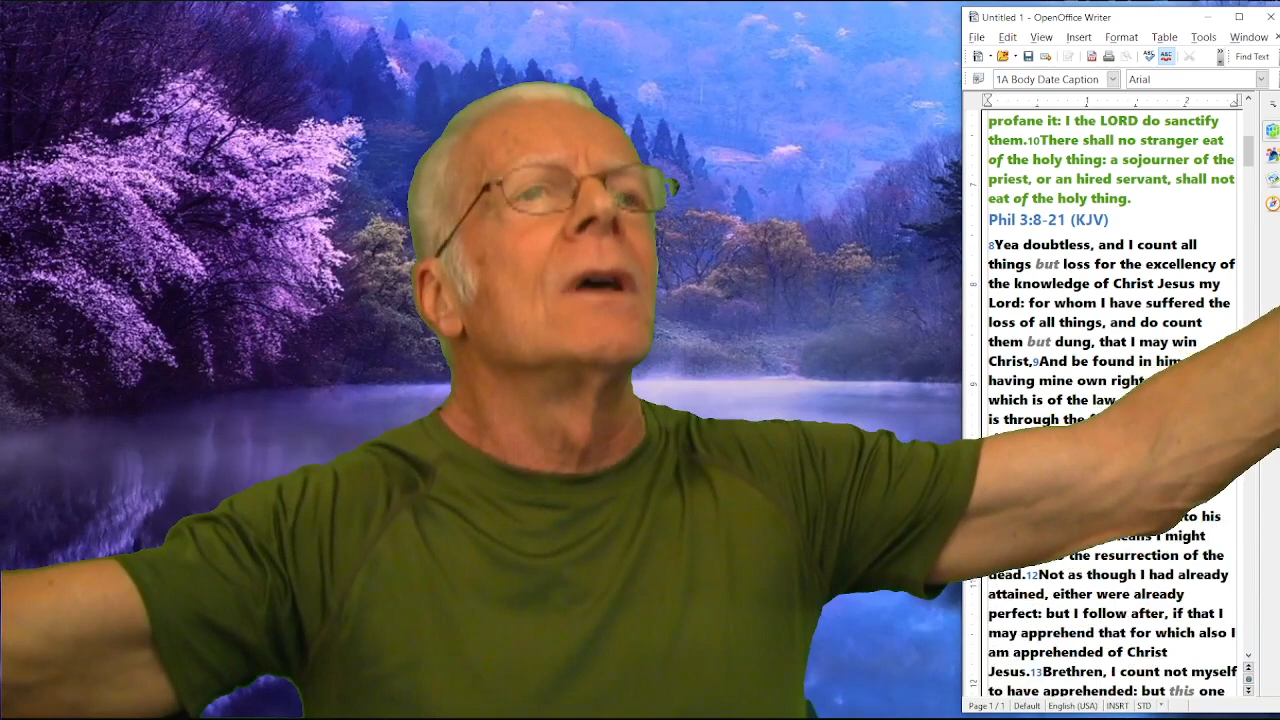 Untitled 1 - OpenOffice Writer
File Edit View Insert Format Table Tools Window
Find Text
1A Body Date Caption Arial
1 2
profane it: I the LORD do sanctify
them.10There shall no stranger eat
of the holy thing: a sojourner of the
priest, or an hired servant, shall not
eat of the holy thing.
Phil 3:8-21 (KJV)
8Yea doubtless, and I count all
things but loss for the excellency of
the knowledge of Christ Jesus my
Lord: for whom I have suffered the
loss of all things, and do count
them but dung, that I may win
Christ,9And be found in him
having mine own right
which is of the law
is through the
to his
I might
the resurrection of the
dead.12Not as though I had already
attained, either were already
perfect: but I follow after, if that I
may apprehend that for which also I
am apprehended of Christ
Jesus.13Brethren, I count not myself
to have apprehended: but this one
Page 1 / 1 Default English (USA) INSRT STD *